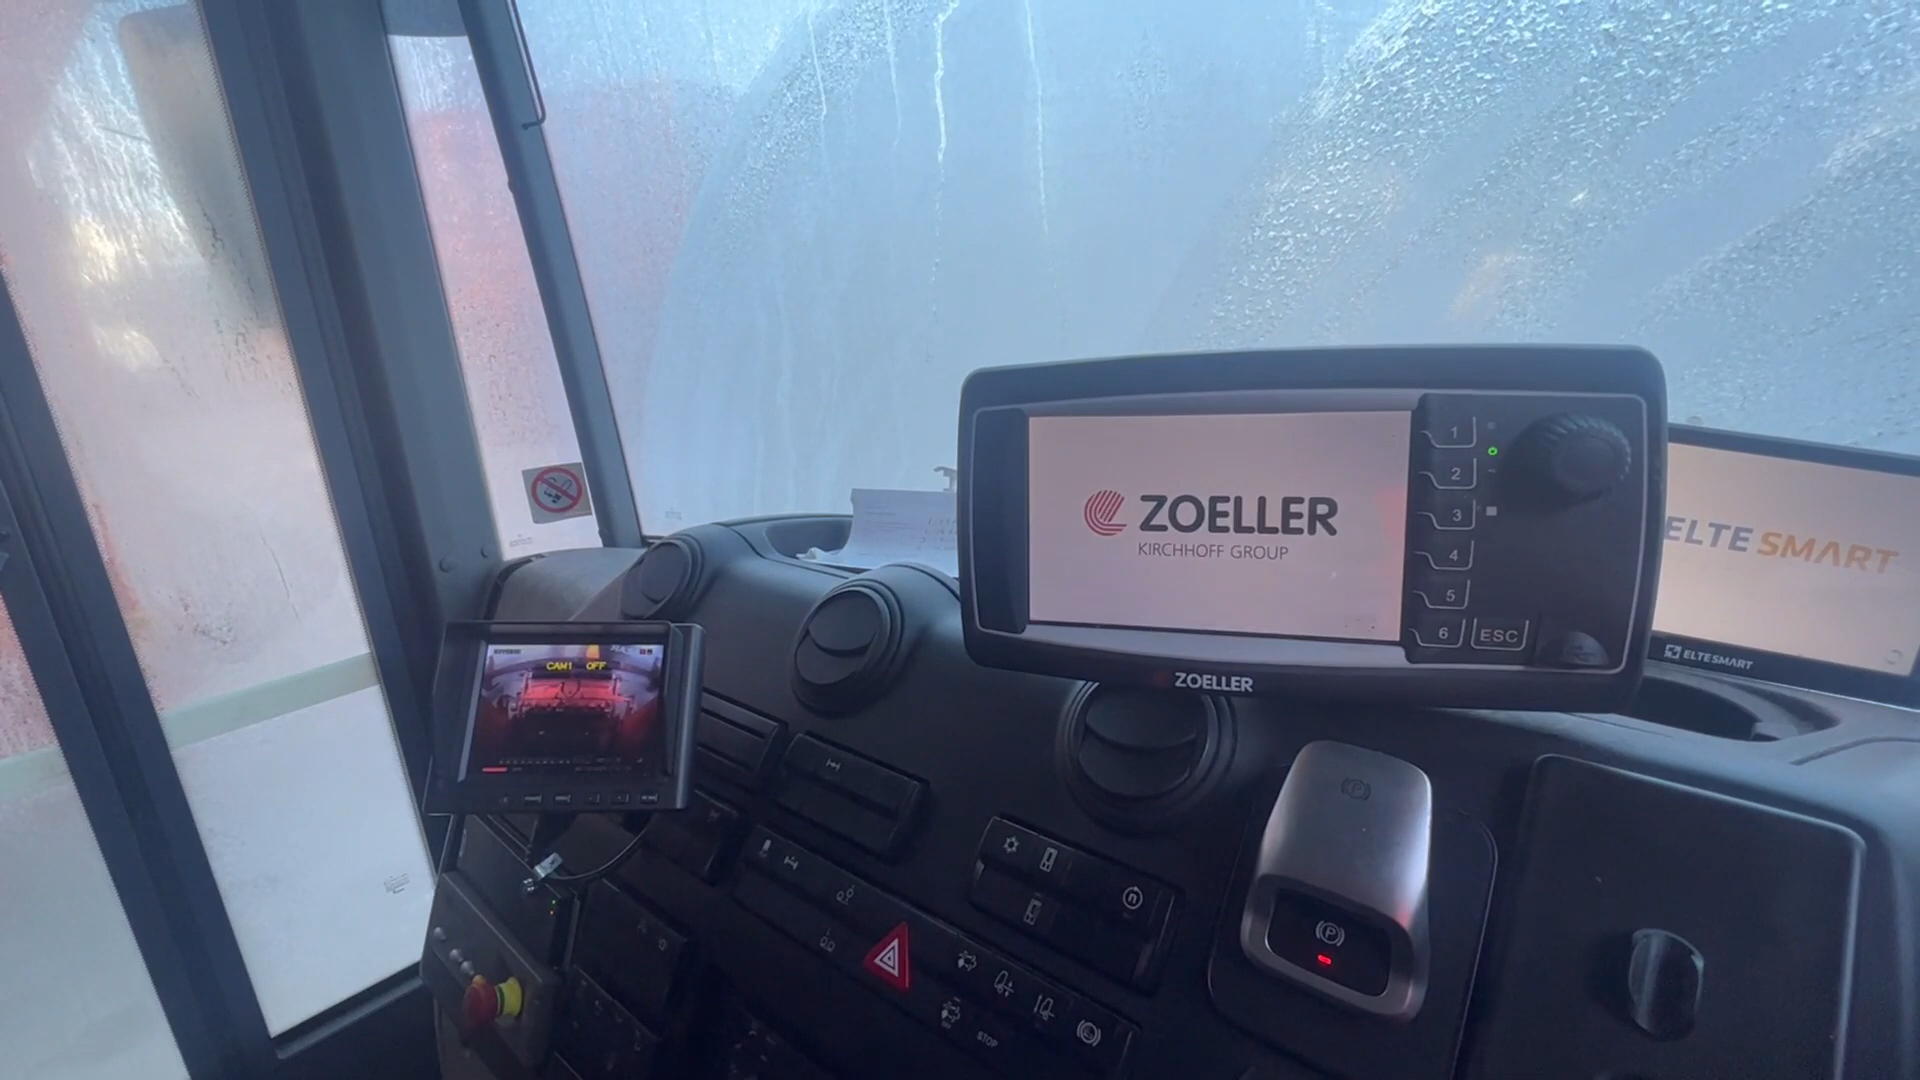 ZOELLER
KIRCHHOFF GROUP
1
2
3
4
5
6 ESC
ZOELLER
ELTE SMART
ELTESMART
CAM1 OFF
STOP